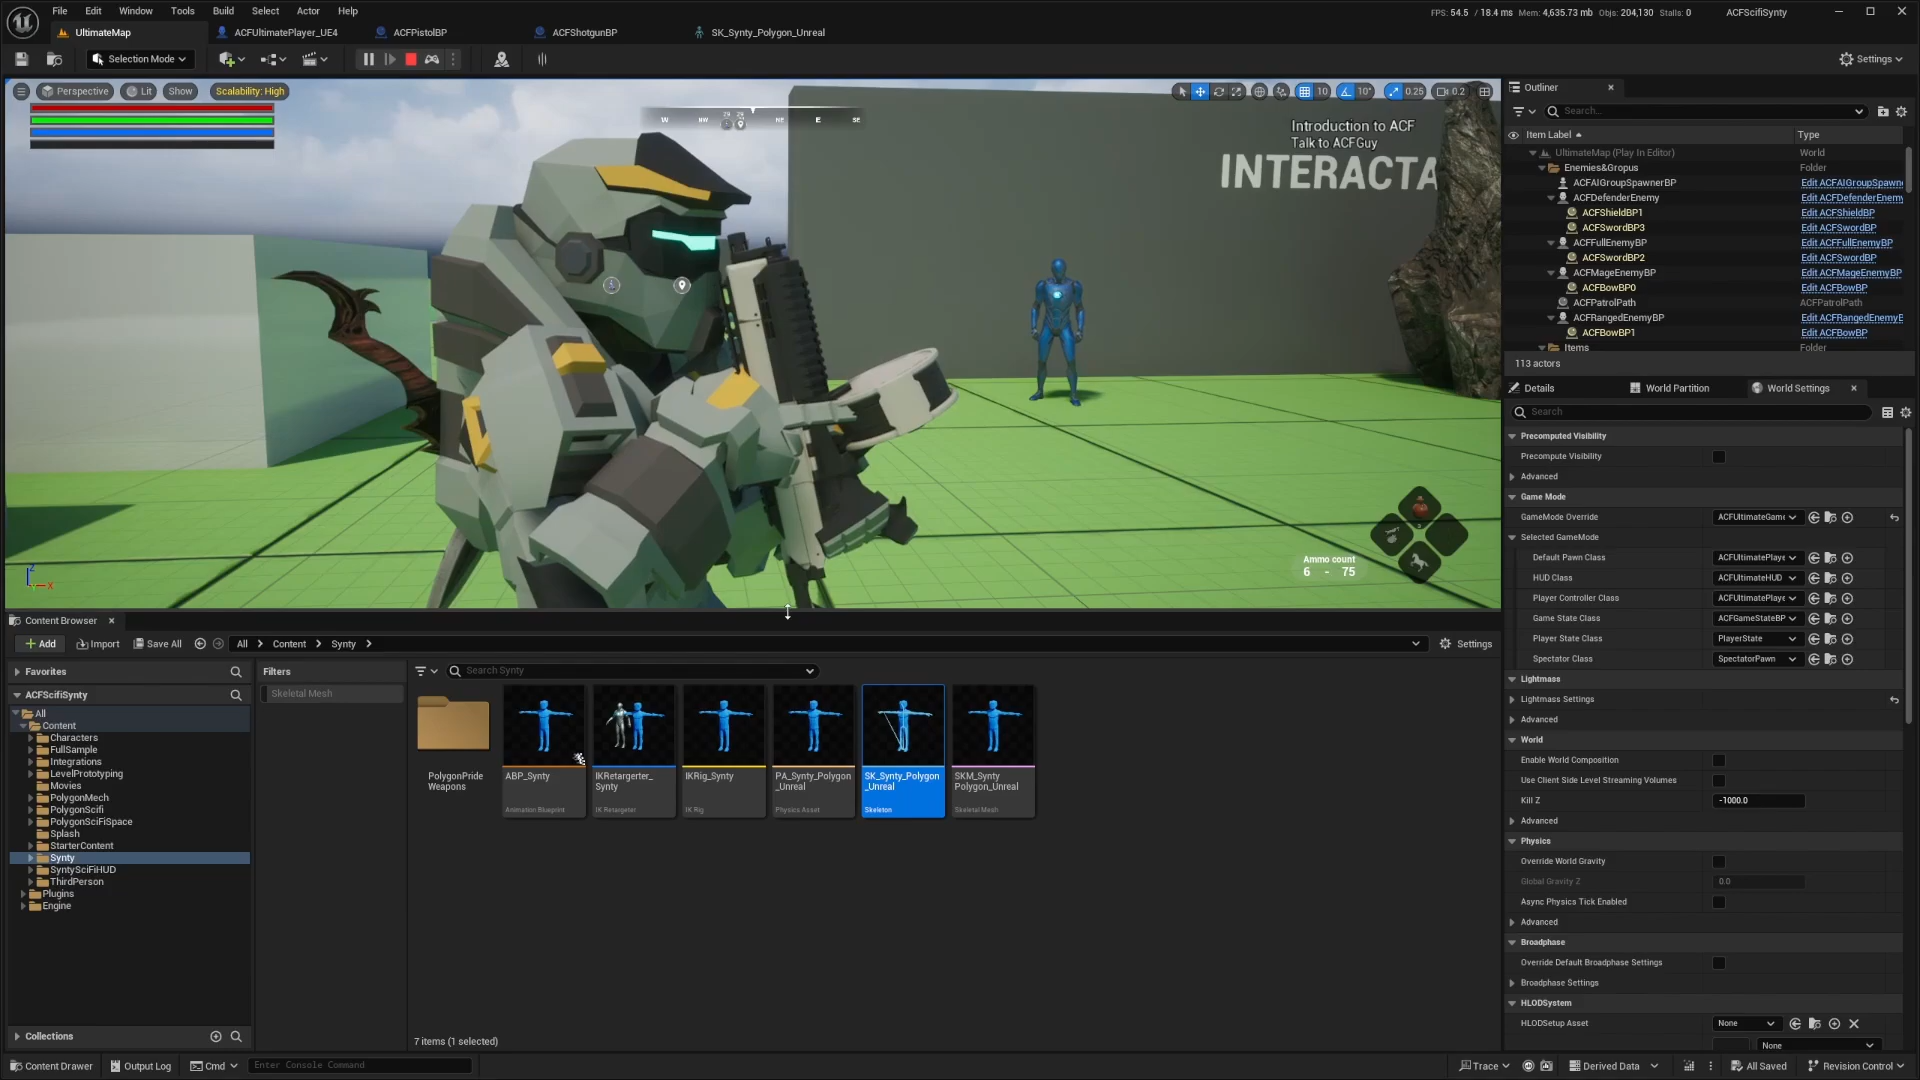 File Edit Window Tools Build Select Actor Help
FPS: 54.5 / 18.4 ms Mem: 4,635.73 mb Objs: 204,130 Stalls: 0 ACFScifiSynty
UltimateMap ACFUltimatePlayer_UE4 ACFPistolBP ACFShotgunBP SK_Synty_Polygon_Unreal
Selection Mode Settings
Perspective Lit Show Scalability: High 10 10° 0.25 0.2
W NW NE E SE
Introduction to ACF
Talk to ACFGuy
INTERACTA
Ammo count
6 - 75
Outliner
Search...
Item Label Type
UltimateMap (Play In Editor) World
Enemies&Gropus Folder
ACFAIGroupSpawnerBP Edit ACFAIGroupSpawn
ACFDefenderEnemy Edit ACFDefenderEnemy
ACFShieldBP1 Edit ACFShieldBP
ACFSwordBP3 Edit ACFSwordBP
ACFFullEnemyBP Edit ACFFullEnemyBP
ACFSwordBP2 Edit ACFSwordBP
ACFMageEnemyBP Edit ACFMageEnemyBP
ACFBowBP0 Edit ACFBowBP
ACFPatrolPath ACFPatrolPath
ACFRangedEnemyBP Edit ACFRangedEnemyE
ACFBowBP1 Edit ACFBowBP
Items Folder
113 actors
Details World Partition World Settings
Search
Precomputed Visibility
Precompute Visibility
Advanced
Game Mode
GameMode Override ACFUltimateGame
Selected GameMode
Default Pawn Class ACFUltimatePlaye
HUD Class ACFUltimateHUD
Player Controller Class ACFUltimatePlaye
Game State Class ACFGameStateBP
Player State Class PlayerState
Spectator Class SpectatorPawn
Lightmass
Lightmass Settings
Advanced
World
Enable World Composition
Use Client Side Level Streaming Volumes
Kill Z -1000.0
Advanced
Physics
Override World Gravity
Global Gravity Z 0.0
Async Physics Tick Enabled
Advanced
Broadphase
Override Default Broadphase Settings
Broadphase Settings
HLODSystem
HLODSetup Asset None
None
Content Browser
Add Import Save All All Content Synty Settings
Favorites
ACFScifiSynty
All
Content
Characters
FullSample
Integrations
LevelPrototyping
Movies
PolygonMech
PolygonScifi
PolygonSciFiSpace
Splash
StarterContent
Synty
SyntySciFiHUD
ThirdPerson
Plugins
Engine
Collections
Filters
Skeletal Mesh
Search Synty
PolygonPride
Weapons
ABP_Synty
Animation Blueprint
IKRetargerter_
Synty
IK Retargeter
IKRig_Synty
IK Rig
PA_Synty_Polygon
_Unreal
Physics Asset
SK_Synty_Polygon
_Unreal
Skeleton
SKM_Synty
Polygon_Unreal
Skeletal Mesh
7 items (1 selected)
Content Drawer Output Log Cmd Enter Console Command Trace Derived Data All Saved Revision Control